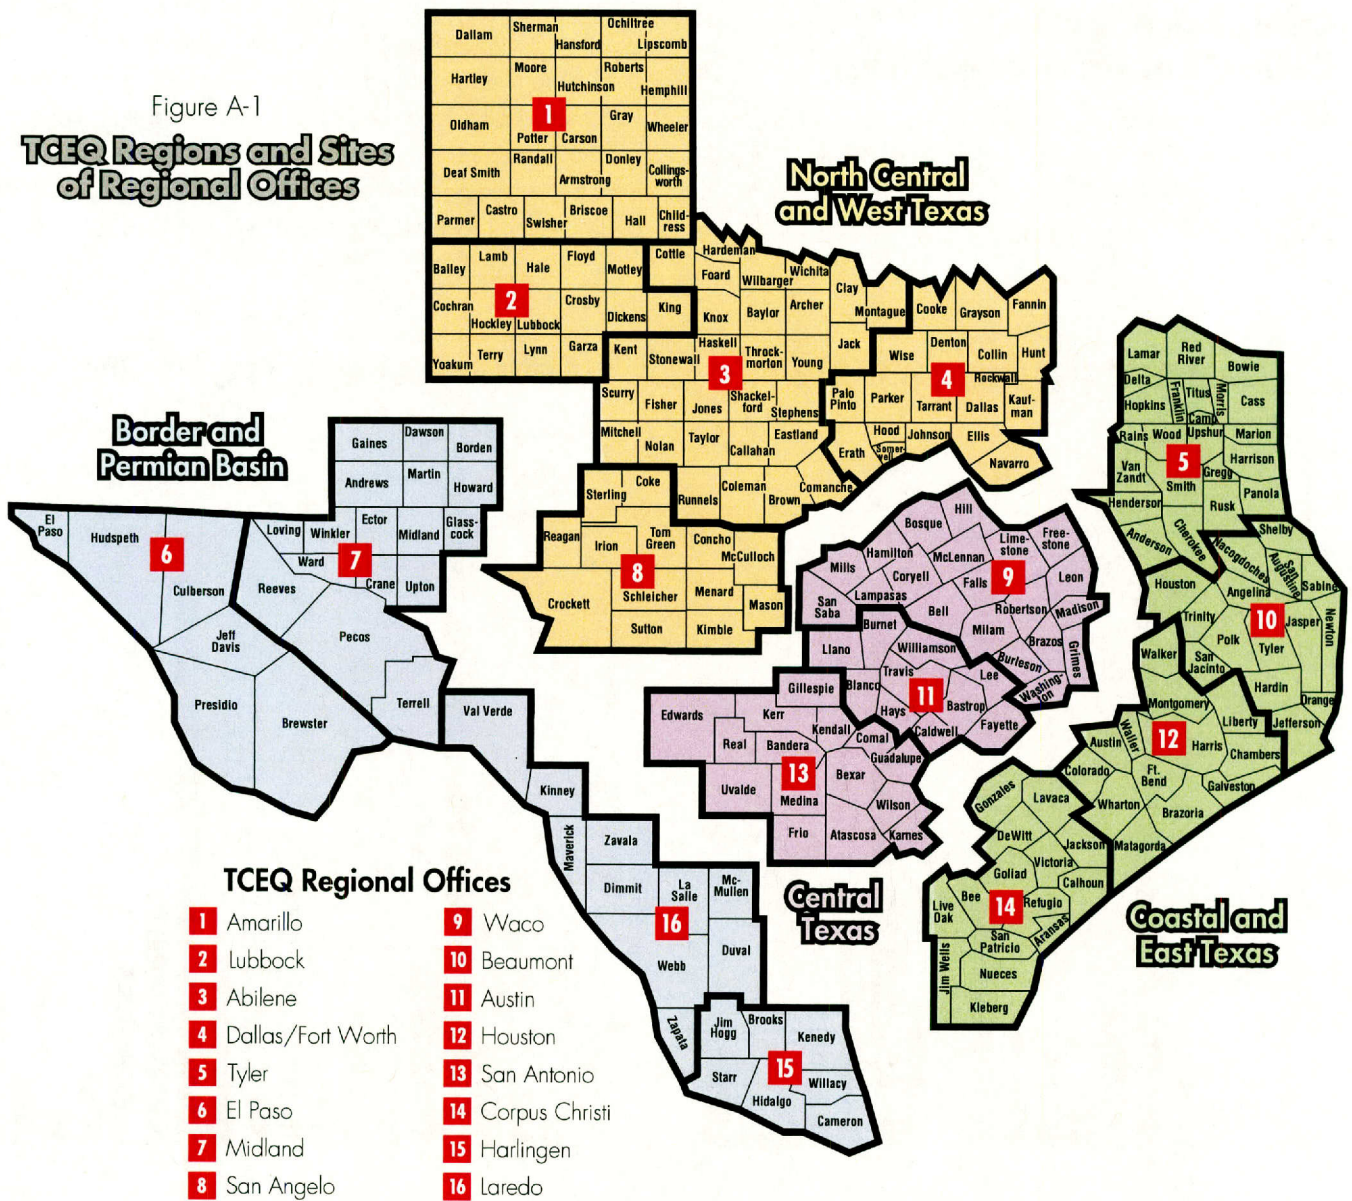 Figure A-1
TCEQ Regions and Sites
of Regional Offices
North Central
and West Texas
Dallam
Sherman
Hansford
Ochiltree
Lipscomb
Hartley
Moore
Hutchinson
Roberts
Hemphill
Oldham
1
Potter
Carson
Gray
Wheeler
Deaf Smith
Randall
Armstrong
Donley
Collings-
worth
Parmer
Castro
Swisher
Briscoe
Hall
Child-
ress
Bailey
Lamb
Hale
Floyd
Motley
Cochran
2
Hockley
Lubbock
Crosby
Dickens
Yoakum
Terry
Lynn
Garza
Cottle
Hardeman
Foard
Wilbarger
Wichita
Clay
Montague
King
Knox
Baylor
Archer
Jack
Kent
Stonewall
Haskell
3
Throck-
morton
Young
Scurry
Fisher
Jones
Shackel-
ford
Stephens
Mitchell
Nolan
Taylor
Callahan
Eastland
Runnels
Coleman
Brown
Comanche
Cooke
Grayson
Fannin
Wise
Denton
Collin
Hunt
4
Rockwall
Palo
Pinto
Parker
Tarrant
Dallas
Kauf-
man
Erath
Hood
Somer-
vell
Johnson
Ellis
Navarro
Lamar
Red
River
Bowie
Delta
Hopkins
Franklin
Titus
Morris
Camp
Cass
Rains
Wood
Upshur
Marion
Van
Zandt
5
Smith
Gregg
Harrison
Henderson
Rusk
Panola
Anderson
Cherokee
Border and
Permian Basin
Gaines
Dawson
Borden
Andrews
Martin
Howard
Loving
Winkler
Ector
Midland
Glass-
cock
Ward
7
Crane
Upton
Reeves
Pecos
Terrell
El
Paso
Hudspeth
6
Culberson
Jeff
Davis
Presidio
Brewster
Sterling
Coke
Reagan
Irion
Tom
Green
Concho
McCulloch
8
Crockett
Schleicher
Menard
Mason
Sutton
Kimble
Bosque
Hill
Hamilton
McLennan
Lime-
stone
Free-
stone
Mills
Coryell
Falls
9
Leon
San
Saba
Lampasas
Bell
Robertson
Madison
Milam
Brazos
Grimes
Burleson
Washing-
ton
Llano
Burnet
Williamson
Blanco
Travis
11
Lee
Hays
Bastrop
Caldwell
Fayette
Gillespie
Edwards
Kerr
Kendall
Real
Bandera
Comal
Guadalupe
13
Bexar
Uvalde
Medina
Wilson
Frio
Atascosa
Karnes
Shelby
Nacogdoches
San
Augustine
Sabine
Houston
Angelina
Trinity
10
Jasper
Newton
Polk
Tyler
San
Jacinto
Hardin
Orange
Jefferson
Walker
Montgomery
Liberty
Austin
Waller
12
Harris
Chambers
Colorado
Ft.
Bend
Galveston
Wharton
Brazoria
Matagorda
Gonzales
Lavaca
DeWitt
Jackson
Victoria
Goliad
Calhoun
Live
Oak
Bee
14
Refugio
Aransas
San
Patricio
Jim Wells
Nueces
Kleberg
Val Verde
Kinney
Maverick
Zavala
Dimmit
La
Salle
Mc-
Mullen
16
Webb
Duval
Zapata
Jim
Hogg
Brooks
Kenedy
Starr
15
Willacy
Hidalgo
Cameron
Central
Texas
Coastal and
East Texas
TCEQ Regional Offices
1 Amarillo
2 Lubbock
3 Abilene
4 Dallas/Fort Worth
5 Tyler
6 El Paso
7 Midland
8 San Angelo
9 Waco
10 Beaumont
11 Austin
12 Houston
13 San Antonio
14 Corpus Christi
15 Harlingen
16 Laredo